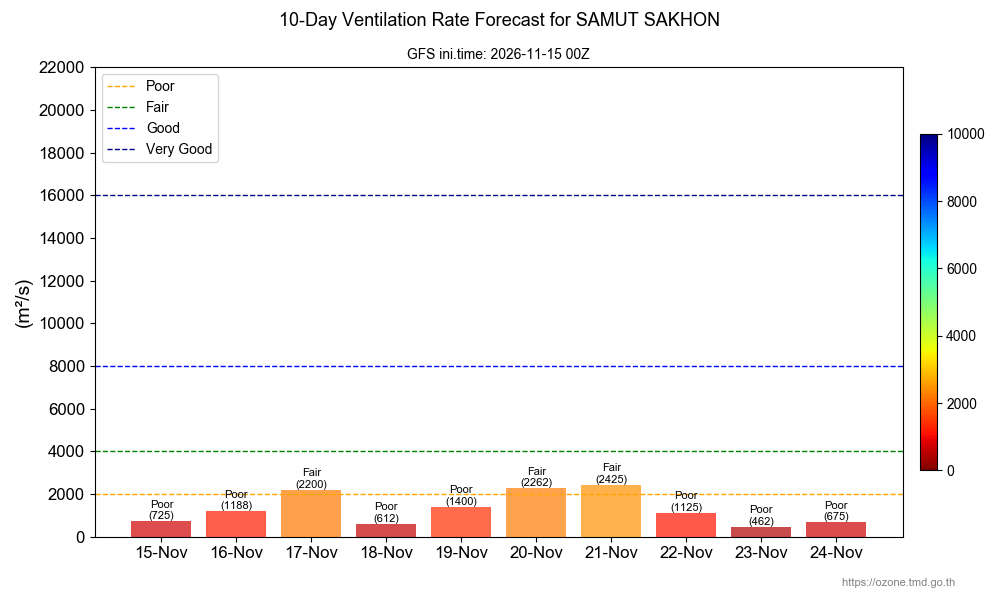 10-Day Ventilation Rate Forecast for SAMUT SAKHON
GFS ini.time: 2026-11-15 00Z
22000
20000
18000
16000
14000
12000
10000
8000
6000
4000
2000
0
(m²/s)
Poor
Fair
Good
Very Good
Poor
(725)
Poor
(1188)
Fair
(2200)
Poor
(612)
Poor
(1400)
Fair
(2262)
Fair
(2425)
Poor
(1125)
Poor
(462)
Poor
(675)
15-Nov 16-Nov 17-Nov 18-Nov 19-Nov 20-Nov 21-Nov 22-Nov 23-Nov 24-Nov
10000
8000
6000
4000
2000
0
https://ozone.tmd.go.th